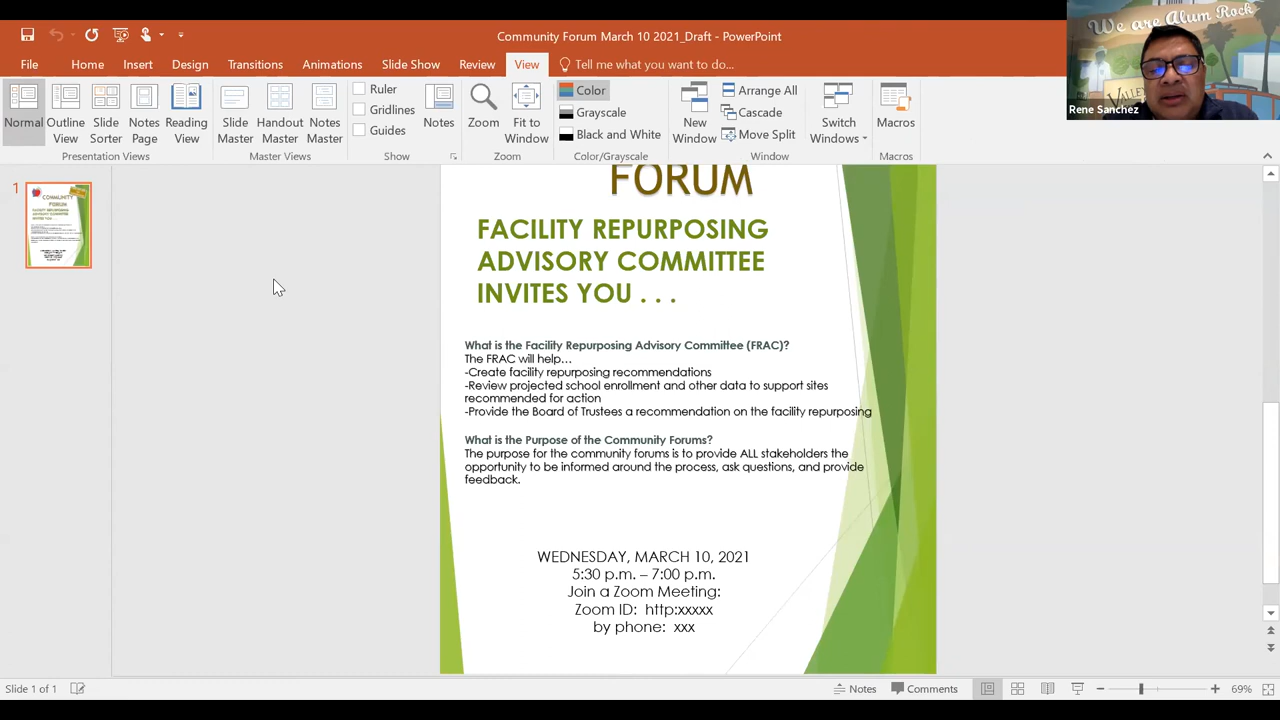 We are Alum Rock
Community Forum March 10 2021_Draft - PowerPoint
File Home Insert Design Transitions Animations Slide Show Review View Tell me what you want to do...
Rene Sanchez
Normal Outline View Slide Sorter Notes Page Reading View
Presentation Views
Slide Master Handout Master Notes Master
Master Views
Ruler
Gridlines
Guides
Notes
Show
Zoom Fit to Window
Zoom
Color
Grayscale
Black and White
Color/Grayscale
New Window
Arrange All
Cascade
Move Split
Window
Switch Windows
Macros
Macros
1
COMMUNITY
FORUM
FACILITY REPURPOSING
ADVISORY COMMITTEE
INVITES YOU . . .
FORUM
FACILITY REPURPOSING
ADVISORY COMMITTEE
INVITES YOU . . .
What is the Facility Repurposing Advisory Committee (FRAC)?
The FRAC will help…
-Create facility repurposing recommendations
-Review projected school enrollment and other data to support sites
recommended for action
-Provide the Board of Trustees a recommendation on the facility repurposing
What is the Purpose of the Community Forums?
The purpose for the community forums is to provide ALL stakeholders the
opportunity to be informed around the process, ask questions, and provide
feedback.
WEDNESDAY, MARCH 10, 2021
5:30 p.m. – 7:00 p.m.
Join a Zoom Meeting:
Zoom ID:  http:xxxxx
by phone:  xxx
Slide 1 of 1 Notes Comments 69%